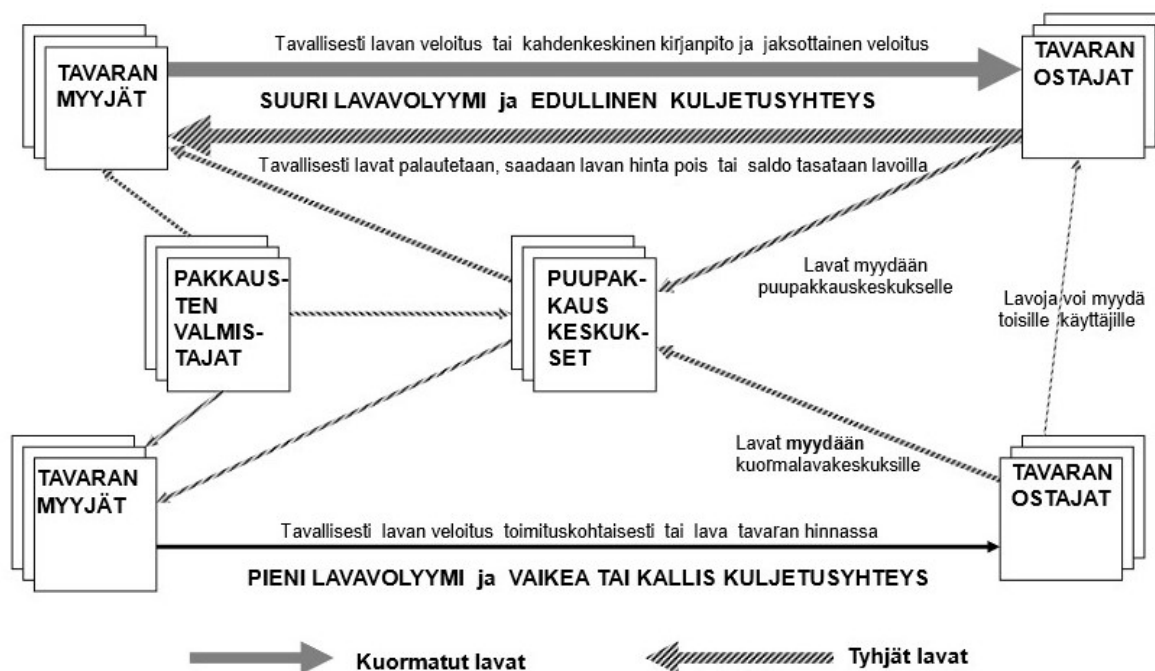 Tavallisesti lavan veloitus tai kahdenkeskinen kirjanpito ja jaksottainen veloitus
TAVARAN
MYYJÄT
TAVARAN
OSTAJAT
SUURI LAVAVOLYYMI ja EDULLINEN KULJETUSYHTEYS
Tavallisesti lavat palautetaan, saadaan lavan hinta pois tai saldo tasataan lavoilla
PAKKAUS-
TEN
VALMIS-
TAJAT
PUUPAK-
KAUS
KESKUK-
SET
Lavat myydään
puupakkauskeskukselle
Lavoja voi myydä
toisille käyttäjille
Lavat myydään
kuormalavakeskuksille
TAVARAN
MYYJÄT
TAVARAN
OSTAJAT
Tavallisesti lavan veloitus toimituskohtaisesti tai lava tavaran hinnassa
PIENI LAVAVOLYYMI ja VAIKEA TAI KALLIS KULJETUSYHTEYS
Kuormatut lavat
Tyhjät lavat